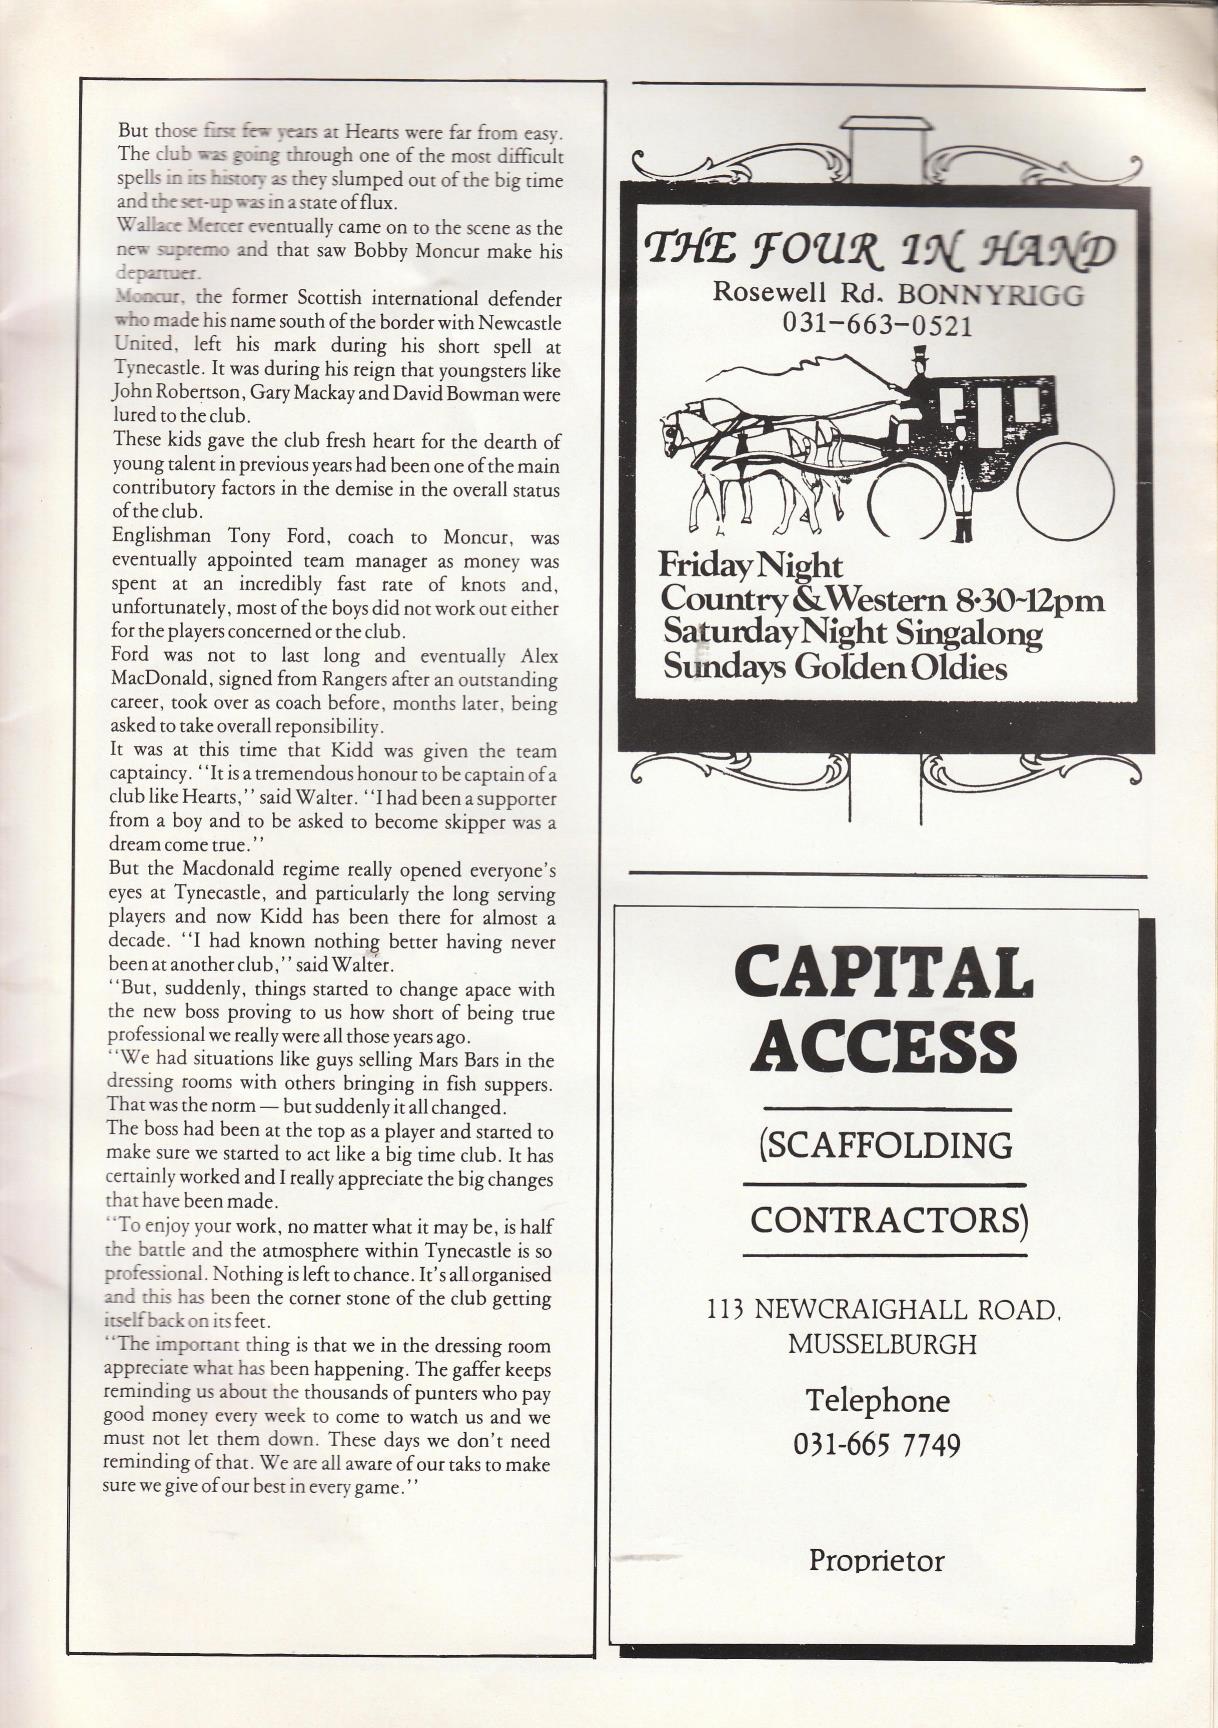 But those first few years at Hearts were far from easy.
The club was going through one of the most difficult
spells in its history as they slumped out of the big time
and the set-up was in a state of flux.
Wallace Mercer eventually came on to the scene as the
new supremo and that saw Bobby Moncur make his
departuer.
Moncur, the former Scottish international defender
who made his name south of the border with Newcastle
United, left his mark during his short spell at
Tynecastle. It was during his reign that youngsters like
John Robertson, Gary Mackay and David Bowman were
lured to the club.
These kids gave the club fresh heart for the dearth of
young talent in previous years had been one of the main
contributory factors in the demise in the overall status
of the club.
Englishman Tony Ford, coach to Moncur, was
eventually appointed team manager as money was
spent at an incredibly fast rate of knots and,
unfortunately, most of the boys did not work out either
for the players concerned or the club.
Ford was not to last long and eventually Alex
MacDonald, signed from Rangers after an outstanding
career, took over as coach before, months later, being
asked to take overall reponsibility.
It was at this time that Kidd was given the team
captaincy. ‘‘It is a tremendous honour to be captain of a
club like Hearts,’’ said Walter. ‘‘I had been a supporter
from a boy and to be asked to become skipper was a
dream come true.’’
But the Macdonald regime really opened everyone’s
eyes at Tynecastle, and particularly the long serving
players and now Kidd has been there for almost a
decade. ‘‘I had known nothing better having never
been at another club,’’ said Walter.
‘‘But, suddenly, things started to change apace with
the new boss proving to us how short of being true
professional we really were all those years ago.
‘‘We had situations like guys selling Mars Bars in the
dressing rooms with others bringing in fish suppers.
That was the norm — but suddenly it all changed.
The boss had been at the top as a player and started to
make sure we started to act like a big time club. It has
certainly worked and I really appreciate the big changes
that have been made.
‘‘To enjoy your work, no matter what it may be, is half
the battle and the atmosphere within Tynecastle is so
professional. Nothing is left to chance. It’s all organised
and this has been the corner stone of the club getting
itself back on its feet.
‘‘The important thing is that we in the dressing room
appreciate what has been happening. The gaffer keeps
reminding us about the thousands of punters who pay
good money every week to come to watch us and we
must not let them down. These days we don’t need
reminding of that. We are all aware of our taks to make
sure we give of our best in every game.’’
THE FOUR IN HAND
Rosewell Rd. BONNYRIGG
031-663-0521
Friday Night
Country & Western 8·30~12pm
Saturday Night Singalong
Sundays Golden Oldies
CAPITAL
ACCESS
(SCAFFOLDING
CONTRACTORS)
113 NEWCRAIGHALL ROAD,
MUSSELBURGH
Telephone
031-665 7749
Proprietor